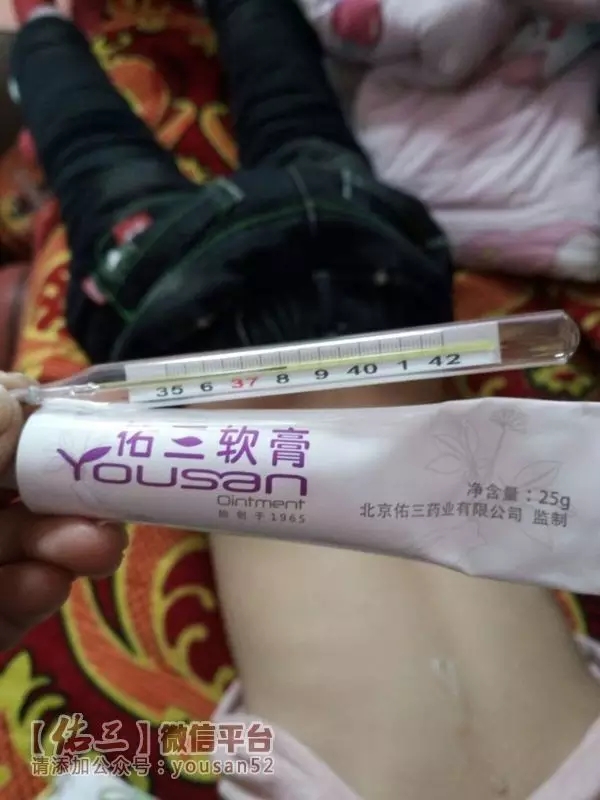 35 6 37 8 9 40 1 42
佑三软膏
Yousan
Ointment
始创于1965
净含量：25g
北京佑三药业有限公司 监制
【佑三】微信平台
请添加公众号：yousan52